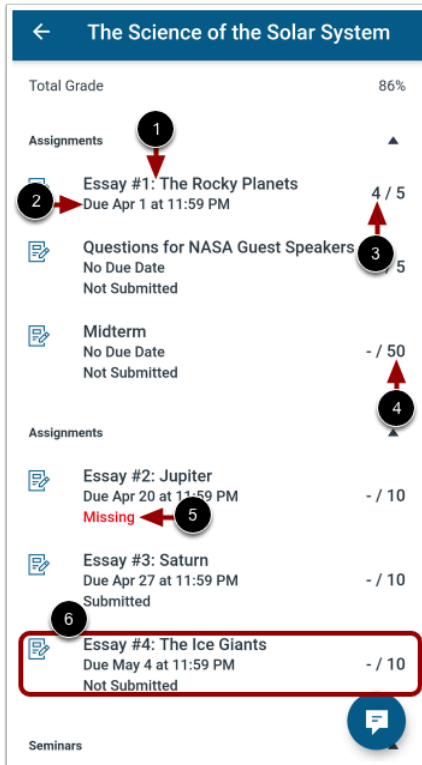 The Science of the Solar System
Total Grade 86%
Assignments
1
Essay #1: The Rocky Planets
2
Due Apr 1 at 11:59 PM
4 / 5
3
Questions for NASA Guest Speakers
No Due Date
/ 5
Not Submitted
Midterm
No Due Date
- / 50
Not Submitted
4
Assignments
Essay #2: Jupiter
Due Apr 20 at 11:59 PM
- / 10
Missing
5
Essay #3: Saturn
Due Apr 27 at 11:59 PM
- / 10
Submitted
6
Essay #4: The Ice Giants
Due May 4 at 11:59 PM
- / 10
Not Submitted
Seminars